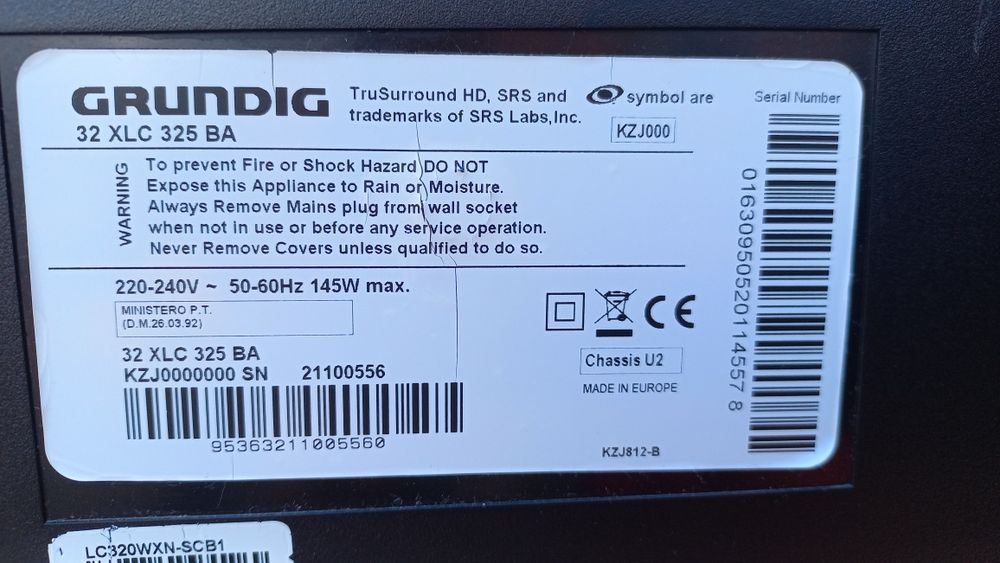 GRUNDIG
32 XLC 325 BA
TruSurround HD, SRS and symbol are
trademarks of SRS Labs,Inc.
KZJ000
Serial Number
WARNING
To prevent Fire or Shock Hazard DO NOT
Expose this Appliance to Rain or Moisture.
Always Remove Mains plug from wall socket
when not in use or before any service operation.
Never Remove Covers unless qualified to do so.
220-240V ~ 50-60Hz 145W max.
MINISTERO P.T.
(D.M.26.03.92)
CE
32 XLC 325 BA
KZJ0000000 SN 21100556
95363211005560
Chassis U2
MADE IN EUROPE
KZJ812-B
01630950520114557 8
LC320WXN-SCB1